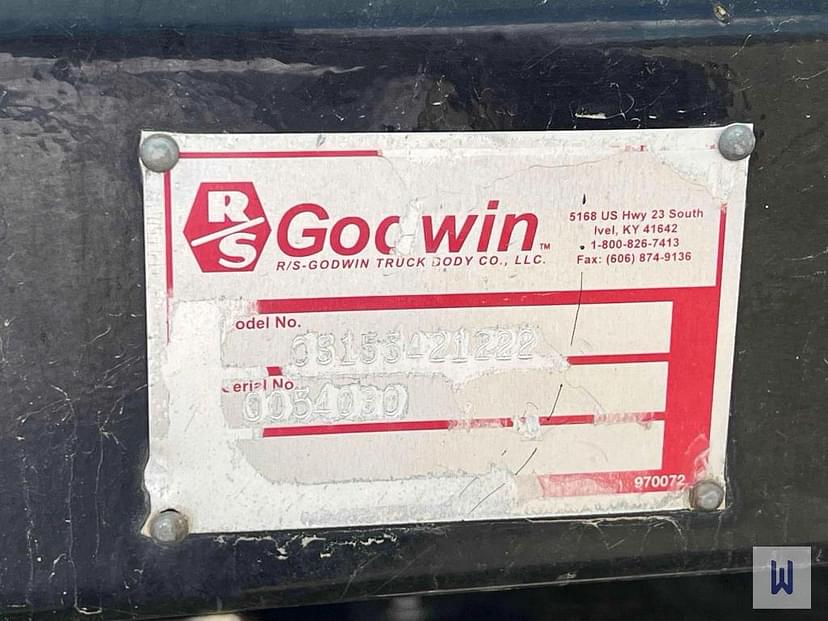 R/S Godwin™
R/S-GODWIN TRUCK BODY CO., LLC.
5168 US Hwy 23 South
Ivel, KY 41642
1-800-826-7413
Fax: (606) 874-9136
odel No.
erial No.
0054030
970072
W